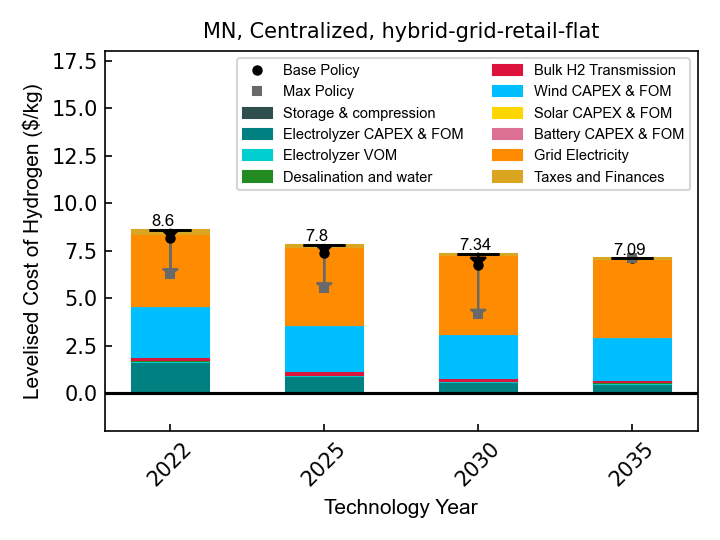 MN, Centralized, hybrid-grid-retail-flat
Levelised Cost of Hydrogen ($/kg)
17.5
15.0
12.5
10.0
7.5
5.0
2.5
0.0
Base Policy
Max Policy
Storage & compression
Electrolyzer CAPEX & FOM
Electrolyzer VOM
Desalination and water
Bulk H2 Transmission
Wind CAPEX & FOM
Solar CAPEX & FOM
Battery CAPEX & FOM
Grid Electricity
Taxes and Finances
8.6
7.8
7.34
7.09
2022
2025
2030
2035
Technology Year